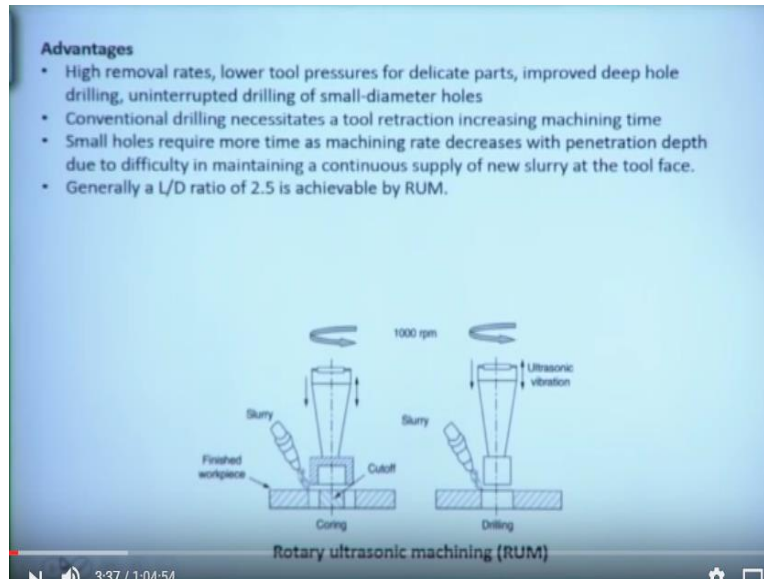 Advantages
• High removal rates, lower tool pressures for delicate parts, improved deep hole
drilling, uninterrupted drilling of small-diameter holes
• Conventional drilling necessitates a tool retraction increasing machining time
• Small holes require more time as machining rate decreases with penetration depth
due to difficulty in maintaining a continuous supply of new slurry at the tool face.
• Generally a L/D ratio of 2.5 is achievable by RUM.
1000 rpm
Ultrasonic
vibration
Slurry
Slurry
Finished
workpiece
Cutoff
Coring
Drilling
Rotary ultrasonic machining (RUM)
3:37 / 1:04:54